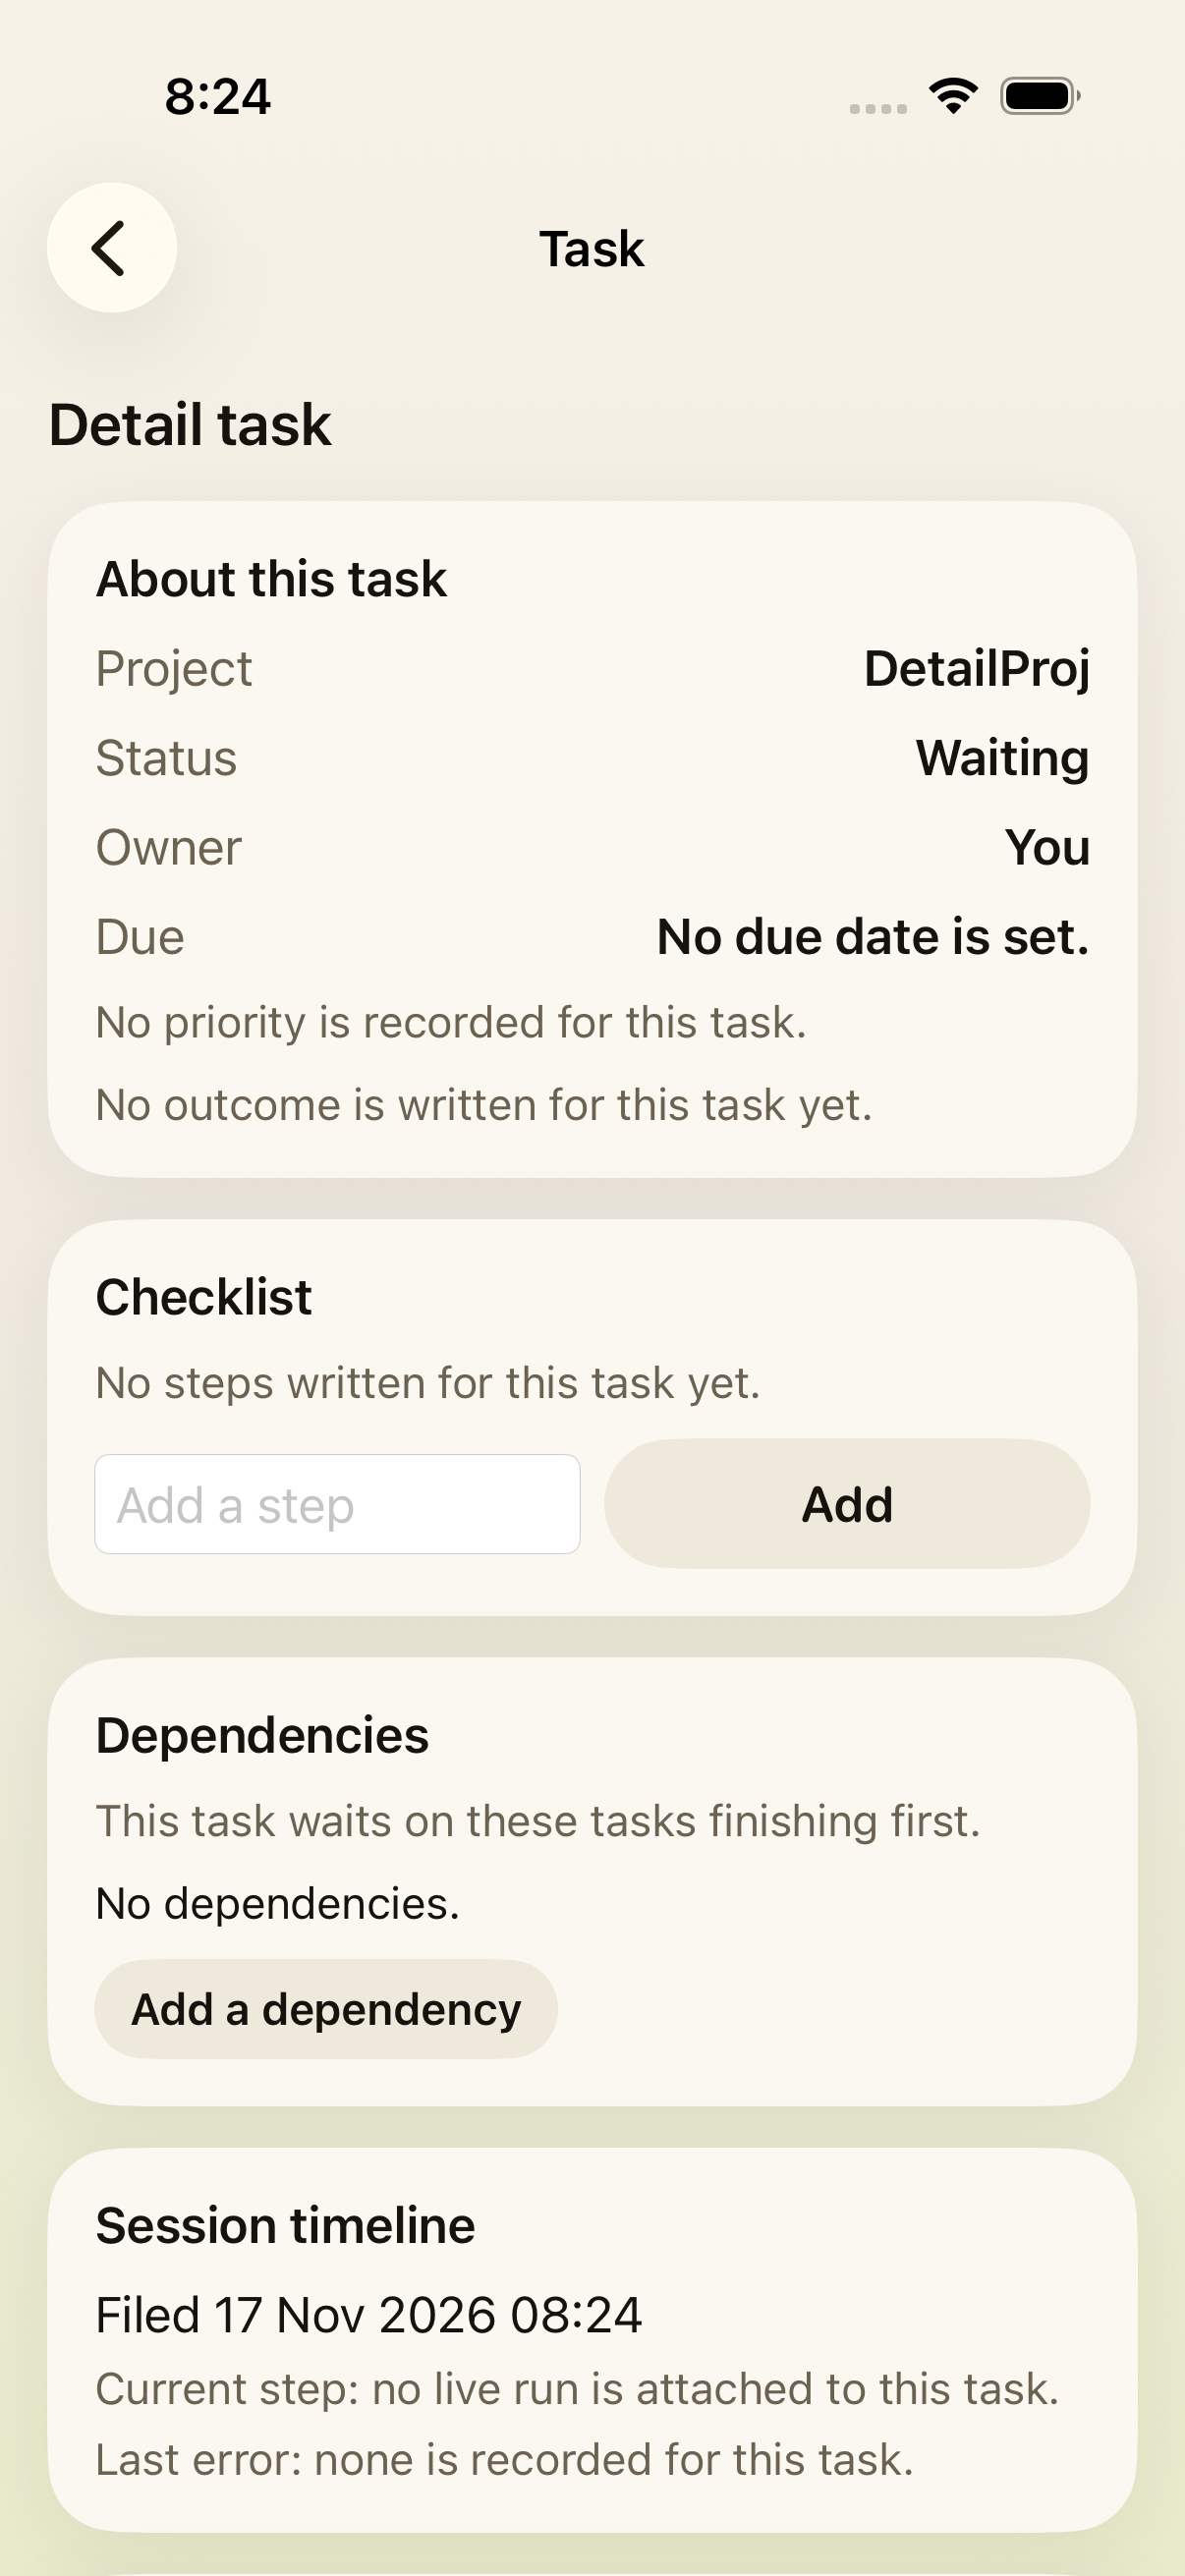 8:24
Task
Detail task
About this task
Project DetailProj
Status Waiting
Owner You
Due No due date is set.
No priority is recorded for this task.
No outcome is written for this task yet.
Checklist
No steps written for this task yet.
Add a step Add
Dependencies
This task waits on these tasks finishing first.
No dependencies.
Add a dependency
Session timeline
Filed 17 Nov 2026 08:24
Current step: no live run is attached to this task.
Last error: none is recorded for this task.